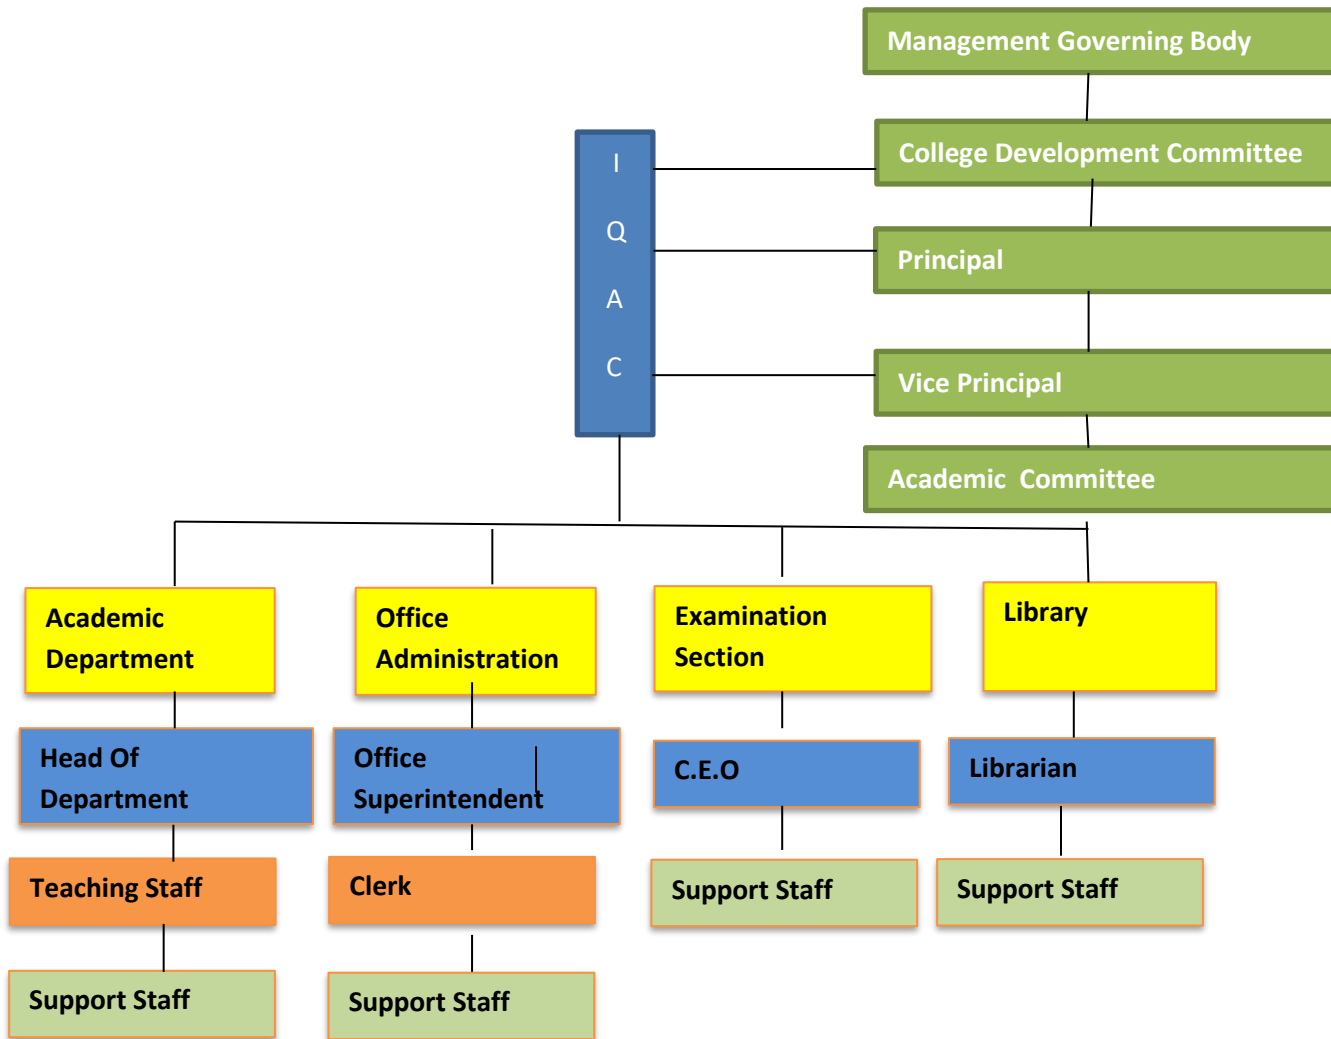 Management Governing Body
College Development Committee
I
Q
A
C
Principal
Vice Principal
Academic Committee
Academic
Department
Office
Administration
Examination
Section
Library
Head Of
Department
Office
Superintendent
C.E.O
Librarian
Teaching Staff
Clerk
Support Staff
Support Staff
Support Staff
Support Staff